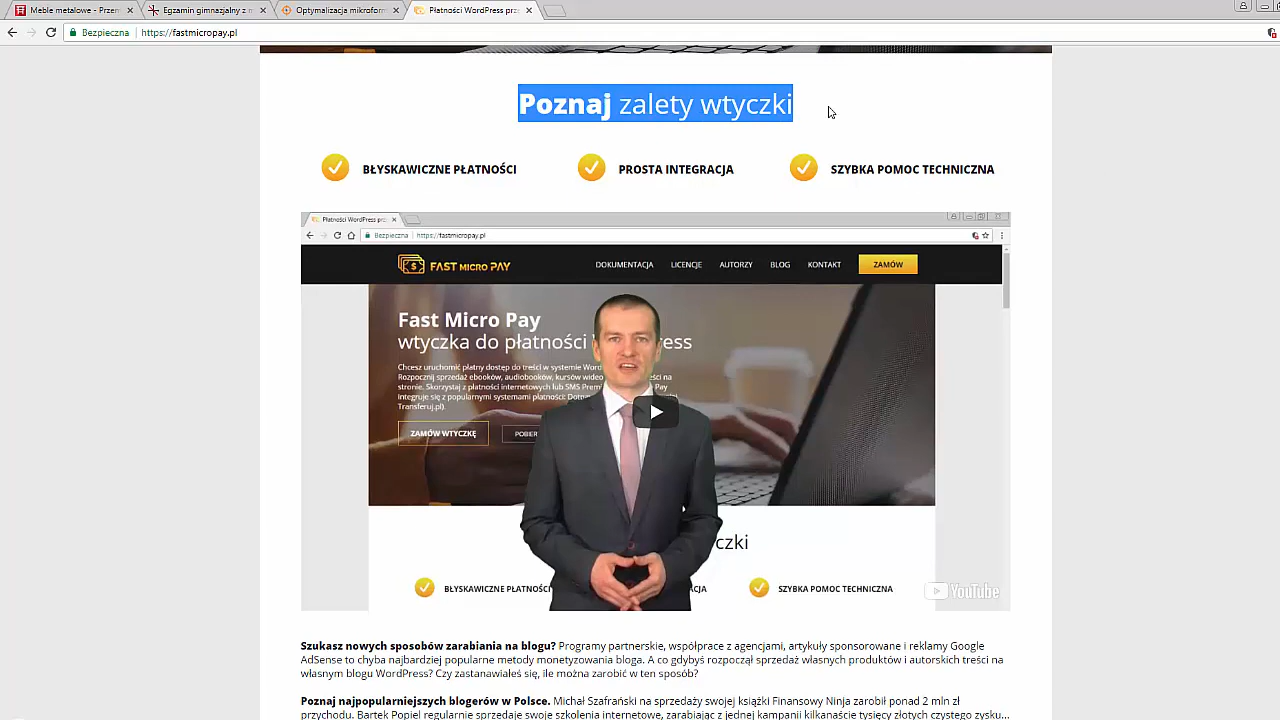 Meble metalowe - Przem
Egzamin gimnazjalny z m
Optymalizacja mikroform
Płatności WordPress prze
Bezpieczna
https://fastmicropay.pl
Poznaj zalety wtyczki
BŁYSKAWICZNE PŁATNOŚCI
PROSTA INTEGRACJA
SZYBKA POMOC TECHNICZNA
Płatności WordPress prz
Bezpieczna
https://fastmicropay.pl
FAST MICRO PAY
DOKUMENTACJA
LICENCJE
AUTORZY
BLOG
KONTAKT
ZAMÓW
Fast Micro Pay
wtyczka do płatności ress
Chcesz uruchomić płatny dostęp do treści w systemie Word
Rozpocznij sprzedaż ebooków, audiobooków, kursów wideo eści na
stronie. Skorzystaj z płatności internetowych lub SMS Premi Pay
Integruje się z popularnymi systemami płatności: Dotp
Transferuj.pl).
ZAMÓW WTYCZKĘ
POBIER
czki
BŁYSKAWICZNE PŁATNOŚCI
ACJA
SZYBKA POMOC TECHNICZNA
YouTube
Szukasz nowych sposobów zarabiania na blogu? Programy partnerskie, współprace z agencjami, artykuły sponsorowane i reklamy Google
AdSense to chyba najbardziej popularne metody monetyzowania bloga. A co gdybyś rozpoczął sprzedaż własnych produktów i autorskich treści na
własnym blogu WordPress? Czy zastanawiałeś się, ile można zarobić w ten sposób?
Poznaj najpopularniejszych blogerów w Polsce. Michał Szafrański na sprzedaży swojej książki Finansowy Ninja zarobił ponad 2 mln zł
przychodu. Bartek Popiel regularnie sprzedaje swoje szkolenia internetowe, zarabiając z jednej kampanii kilkanaście tysięcy złotych czystego zysku...